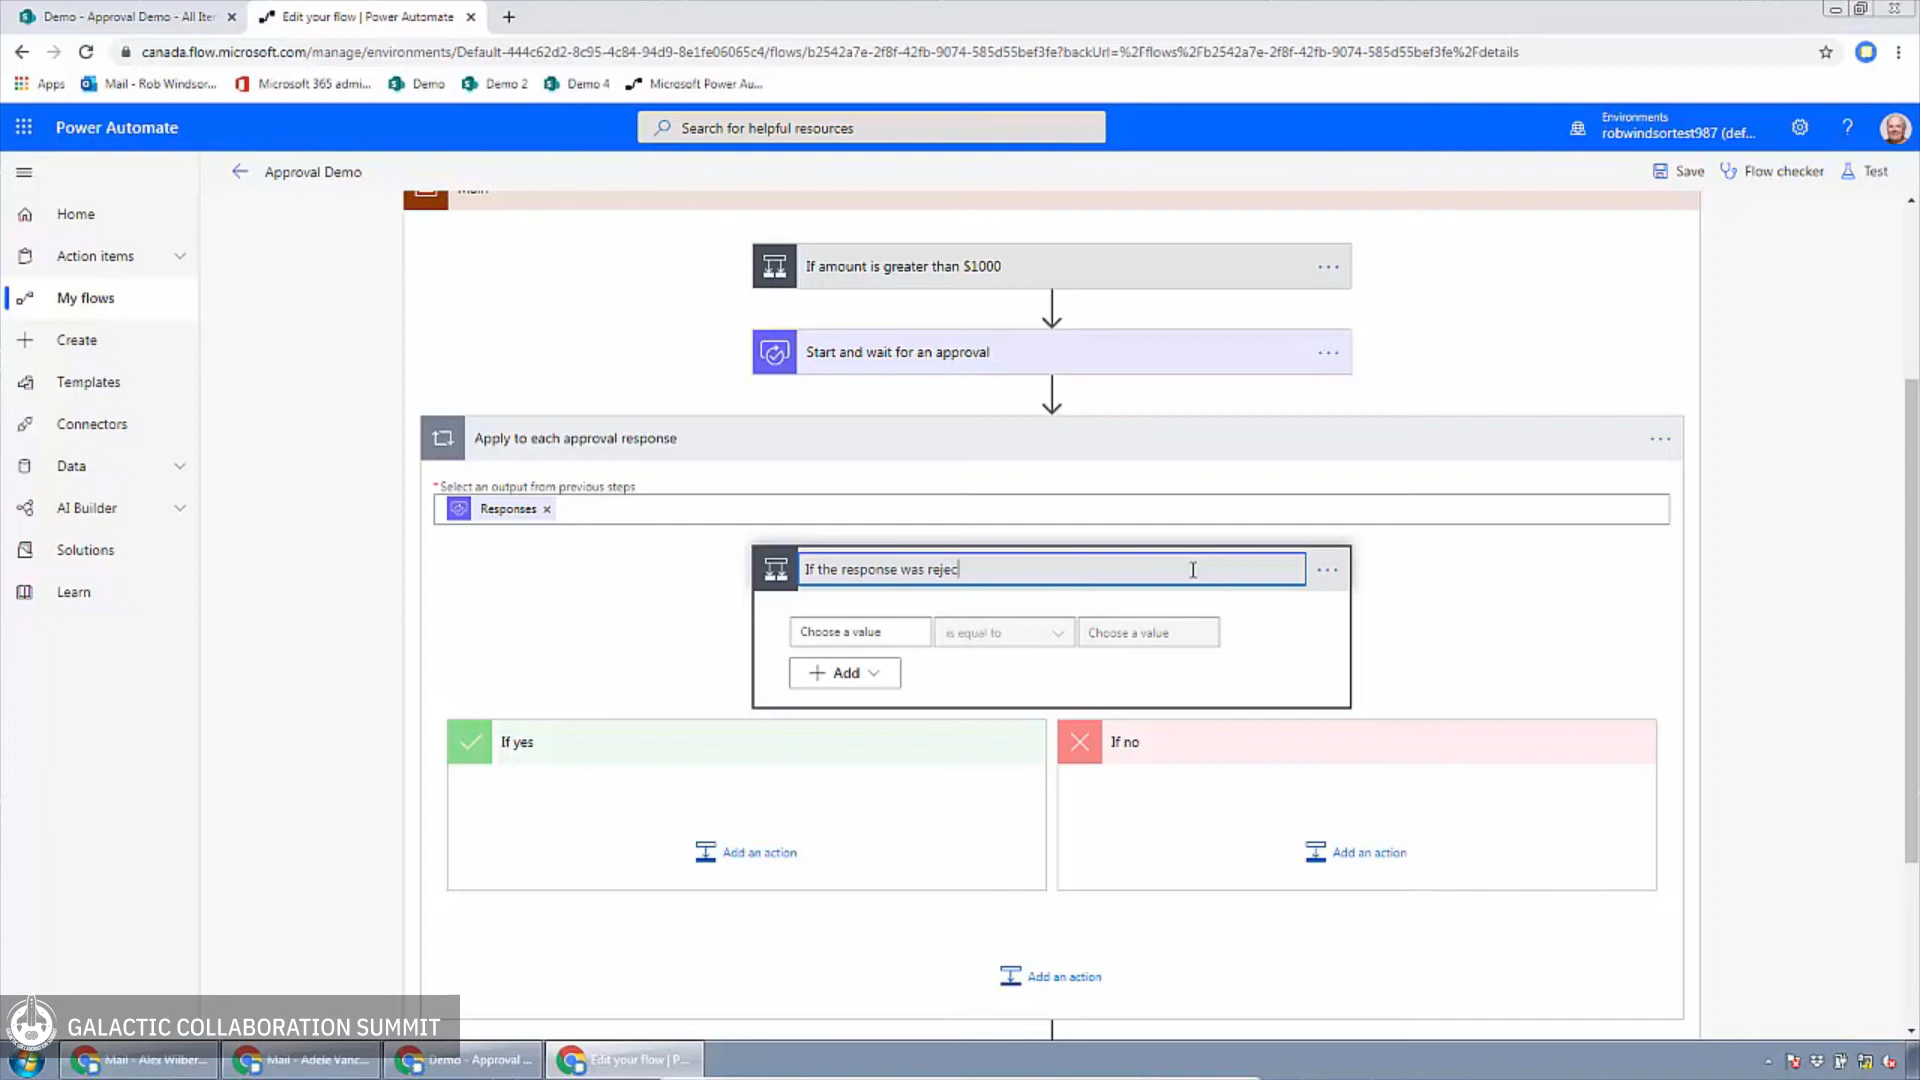 Demo - Approval Demo - All Iter
Edit your flow | Power Automate
canada.flow.microsoft.com/manage/environments/Default-444c62d2-8c95-4c84-94d9-8e1fe06065c4/flows/b2542a7e-2f8f-42fb-9074-585d55bef3fe?backUrl=%2Fflows%2Fb2542a7e-2f8f-42fb-9074-585d55bef3fe%2Fdetails
Apps
Mail - Rob Windsor...
Microsoft 365 admi...
Demo
Demo 2
Demo 4
Microsoft Power Au...
Power Automate
Search for helpful resources
Environments
robwindsortest987 (def...
?
Approval Demo
Save
Flow checker
Test
Home
Action items
My flows
Create
Templates
Connectors
Data
AI Builder
Solutions
Learn
Main
If amount is greater than $1000
Start and wait for an approval
Apply to each approval response
*Select an output from previous steps
Responses
If the response was rejec
Choose a value
is equal to
Choose a value
Add
If yes
If no
Add an action
Add an action
Add an action
GALACTIC COLLABORATION SUMMIT
Mail - Alex Wilber...
Mail - Adele Vanc...
Demo - Approval ...
Edit your flow | P...